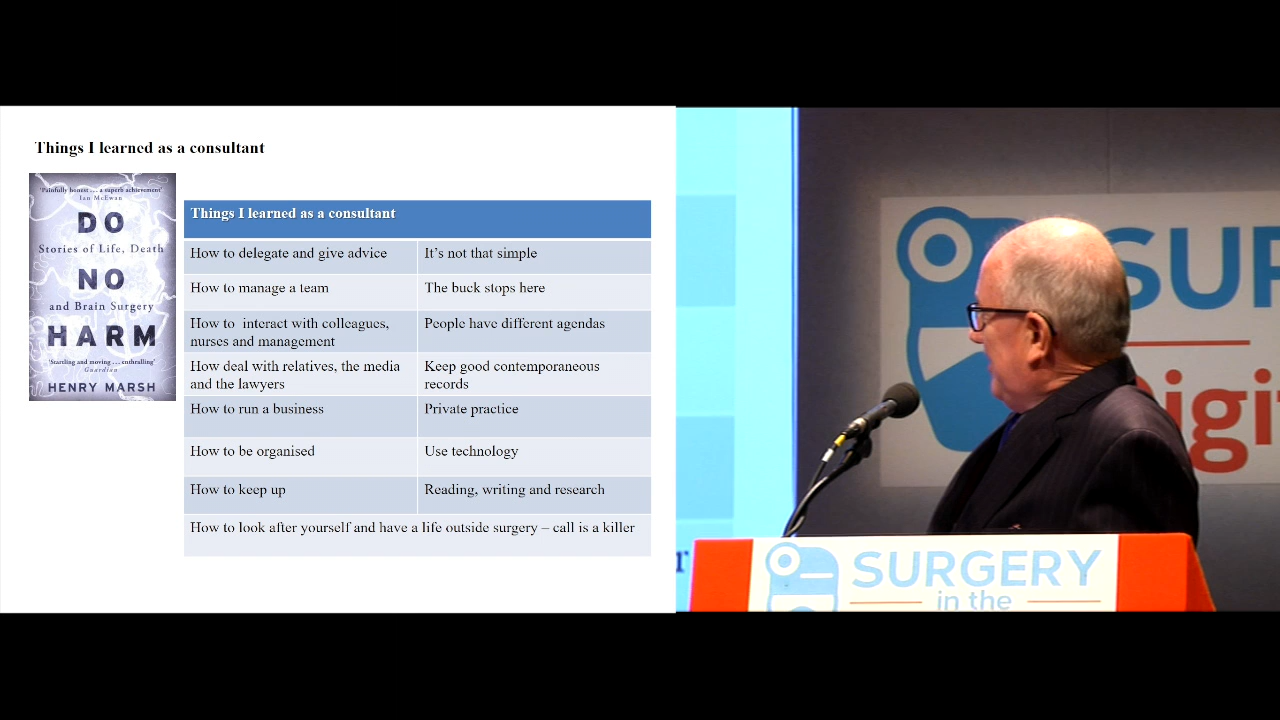 Things I learned as a consultant
'Painfully honest ... a superb achievement'
Ian McEwan
DO
Stories of Life, Death
NO
and Brain Surgery
HARM
'Startling and moving ... enthralling'
Guardian
HENRY MARSH
Things I learned as a consultant
How to delegate and give advice
It's not that simple
How to manage a team
The buck stops here
How to  interact with colleagues,
nurses and management
People have different agendas
How deal with relatives, the media
and the lawyers
Keep good contemporaneous
records
How to run a business
Private practice
How to be organised
Use technology
How to keep up
Reading, writing and research
How to look after yourself and have a life outside surgery – call is a killer
SUR
Digi
r
SURGERY
in the